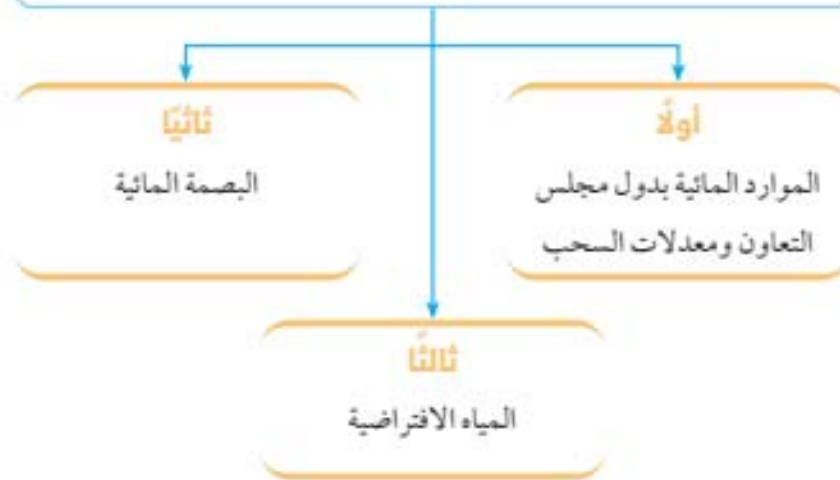 أولًا
الموارد المائية بدول مجلس
التعاون ومعدلات السحب
ثانيًا
البصمة المائية
ثالثًا
المياه الافتراضية